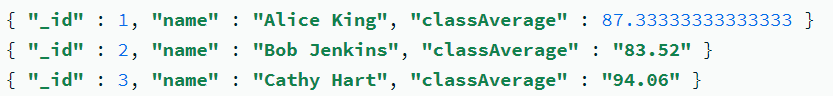 { "_id" : 1, "name" : "Alice King", "classAverage" : 87.33333333333333 }
{ "_id" : 2, "name" : "Bob Jenkins", "classAverage" : "83.52" }
{ "_id" : 3, "name" : "Cathy Hart", "classAverage" : "94.06" }